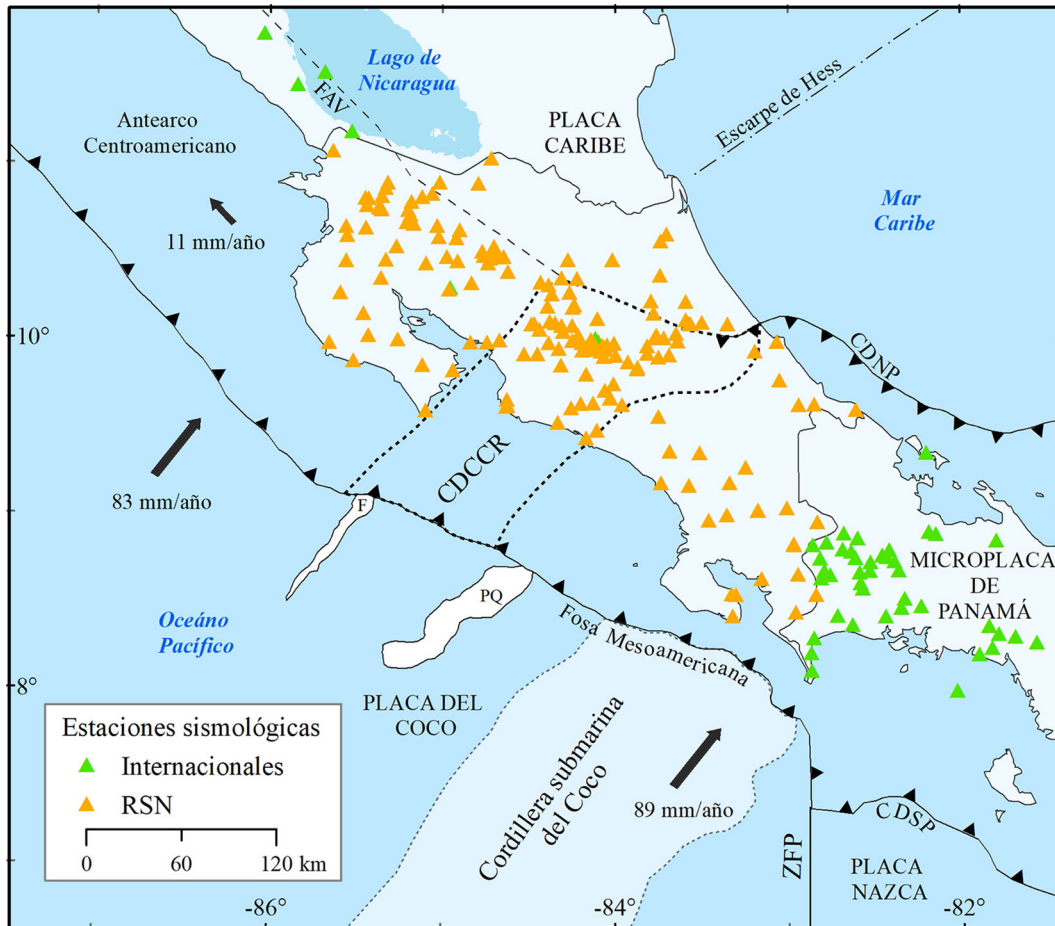 Lago de
Nicaragua
FAV
Escarpe de Hess
Antearco
Centroamericano
PLACA
CARIBE
Mar
Caribe
11 mm/año
10°
CDNP
83 mm/año
CDCCR
F
MICROPLACA
DE
PANAMÁ
PQ
Océano
Pacífico
Fosa Mesoamericana
8°
PLACA DEL
COCO
Estaciones sismológicas
Internacionales
RSN
0 60 120 km
Cordillera submarina
del Coco
89 mm/año
CDSP
ZFP
PLACA
NAZCA
-86° -84° -82°